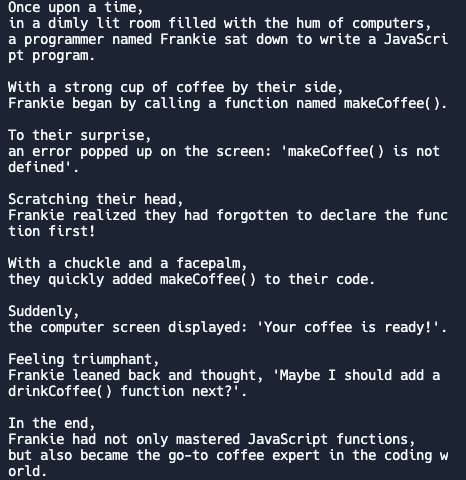 Once upon a time,
in a dimly lit room filled with the hum of computers,
a programmer named Frankie sat down to write a JavaScri
pt program.

With a strong cup of coffee by their side,
Frankie began by calling a function named makeCoffee().

To their surprise,
an error popped up on the screen: 'makeCoffee() is not
defined'.

Scratching their head,
Frankie realized they had forgotten to declare the func
tion first!

With a chuckle and a facepalm,
they quickly added makeCoffee() to their code.

Suddenly,
the computer screen displayed: 'Your coffee is ready!'.

Feeling triumphant,
Frankie leaned back and thought, 'Maybe I should add a
drinkCoffee() function next?'.

In the end,
Frankie had not only mastered JavaScript functions,
but also became the go-to coffee expert in the coding w
orld.